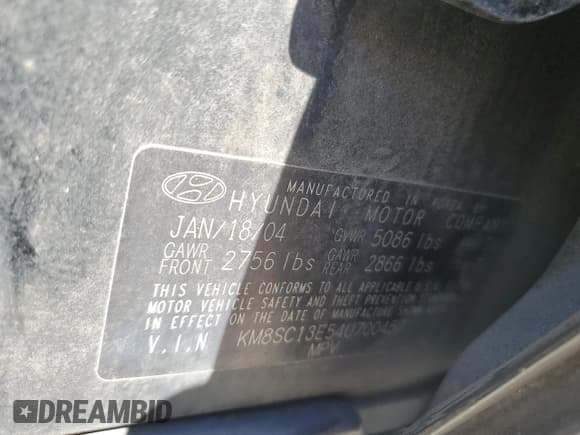 MANUFACTURED IN KOREA BY
HYUNDAI MOTOR COMPANY
JAN/18/04 GVWR 5086 lbs
GAWR FRONT 2756 lbs GAWR REAR 2866 lbs
THIS VEHICLE CONFORMS TO ALL APPLICABLE U.S.A.
MOTOR VEHICLE SAFETY AND THEFT PREVENTION
IN EFFECT ON THE DATE OF MANUFACTURE
V.I.N
MPV
DREAMBID